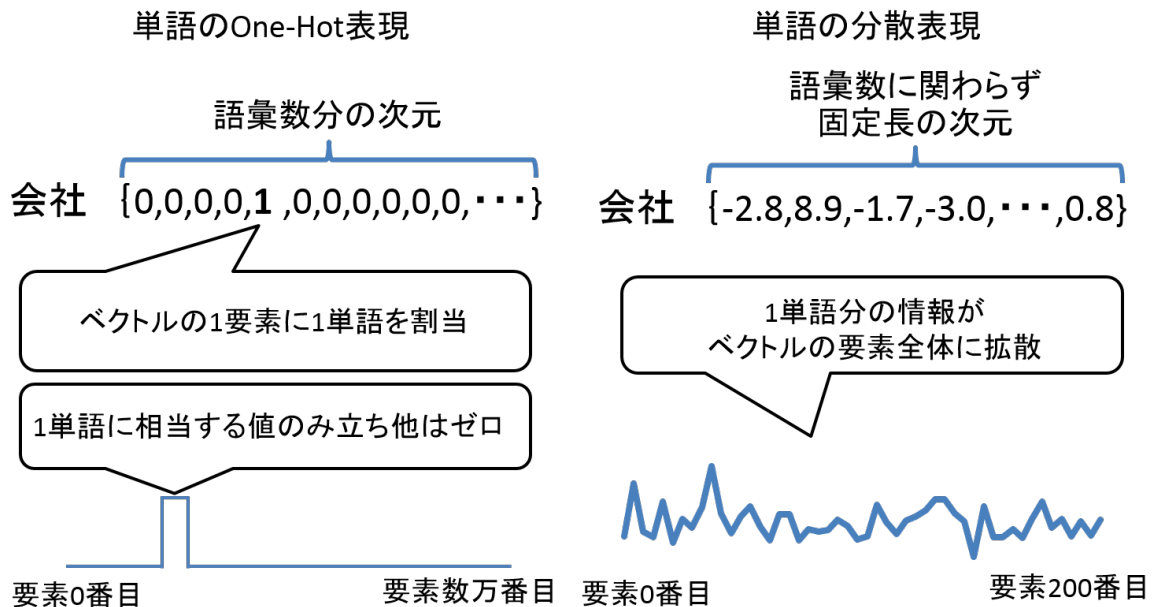 単語のOne-Hot表現
語彙数分の次元
会社 {0,0,0,0,1 ,0,0,0,0,0,0,・・・}
ベクトルの1要素に1単語を割当
1単語に相当する値のみ立ち他はゼロ
要素0番目
要素数万番目
単語の分散表現
語彙数に関わらず
固定長の次元
会社 {-2.8,8.9,-1.7,-3.0,・・・,0.8}
1単語分の情報が
ベクトルの要素全体に拡散
要素0番目
要素200番目